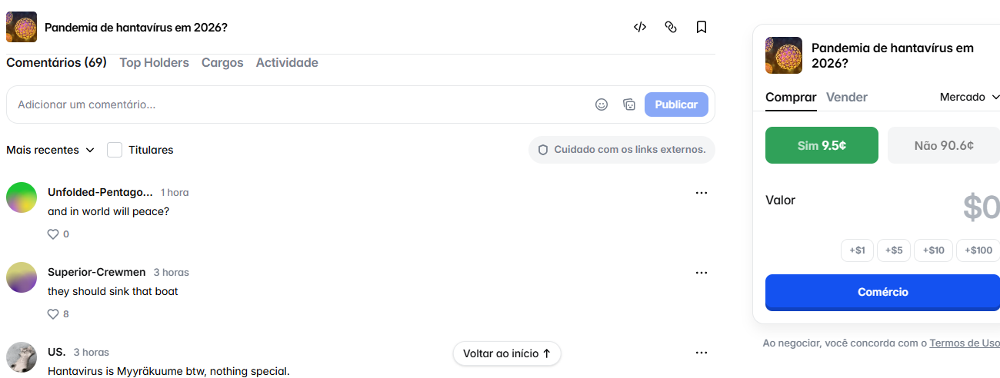 Pandemia de hantavírus em 2026?
Comentários (69) Top Holders Cargos Actividade
Adicionar um comentário...
Publicar
Mais recentes
Titulares
Cuidado com os links externos.
Unfolded-Pentago... 1 hora
and in world will peace?
0
Superior-Crewmen 3 horas
they should sink that boat
8
US. 3 horas
Hantavirus is Myyräkuume btw, nothing special.
Voltar ao início ↑
Pandemia de hantavírus em
2026?
Comprar Vender
Mercado
Sim 9.5¢
Não 90.6¢
Valor
$0
+$1 +$5 +$10 +$100
Comércio
Ao negociar, você concorda com o Termos de Uso